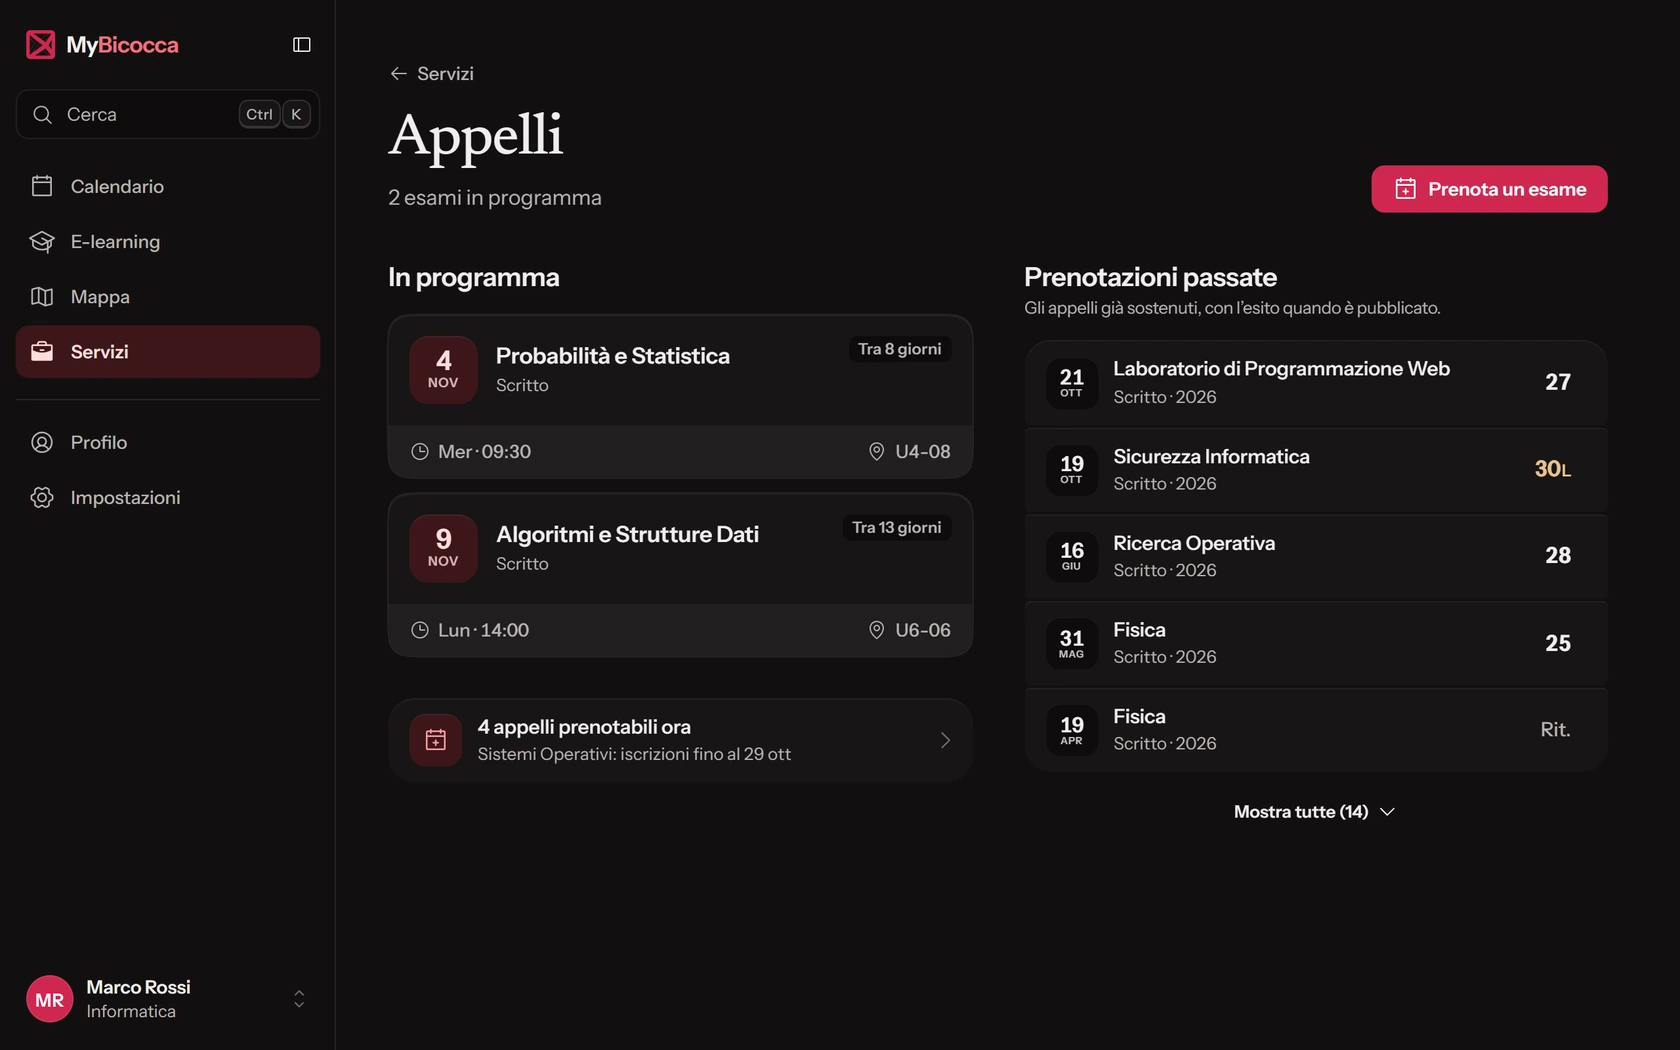 MyBicocca
Cerca
Ctrl K
Calendario
E-learning
Mappa
Servizi
Profilo
Impostazioni
MR
Marco Rossi
Informatica
Servizi
Appelli
2 esami in programma
Prenota un esame
In programma
4
NOV
Probabilità e Statistica
Scritto
Tra 8 giorni
Mer · 09:30
U4-08
9
NOV
Algoritmi e Strutture Dati
Scritto
Tra 13 giorni
Lun · 14:00
U6-06
4 appelli prenotabili ora
Sistemi Operativi: iscrizioni fino al 29 ott
Prenotazioni passate
Gli appelli già sostenuti, con l’esito quando è pubblicato.
21
OTT
Laboratorio di Programmazione Web
Scritto · 2026
27
19
OTT
Sicurezza Informatica
Scritto · 2026
30L
16
GIU
Ricerca Operativa
Scritto · 2026
28
31
MAG
Fisica
Scritto · 2026
25
19
APR
Fisica
Scritto · 2026
Rit.
Mostra tutte (14)